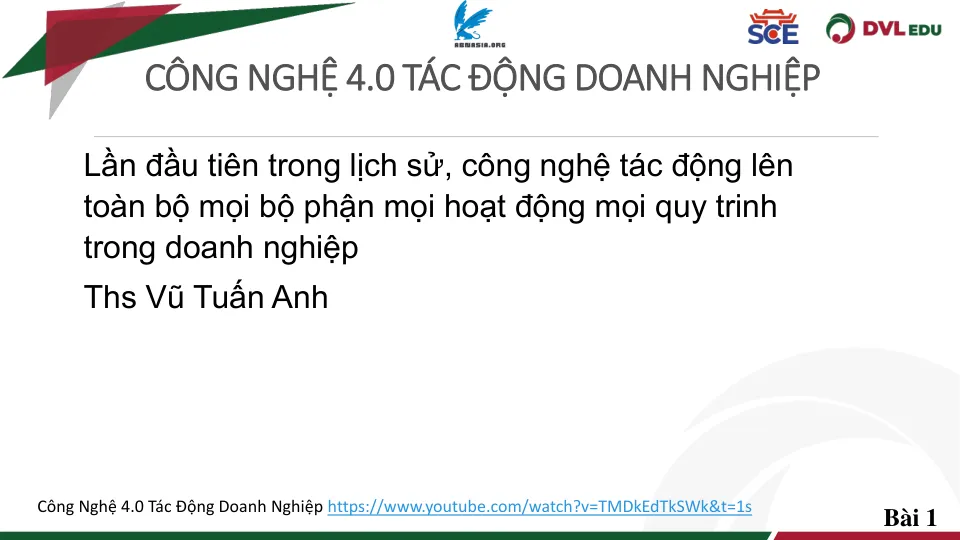 AGNASIA.ORG
SCE
DVL EDU
CÔNG NGHỆ 4.0 TÁC ĐỘNG DOANH NGHIỆP
Lần đầu tiên trong lịch sử, công nghệ tác động lên
toàn bộ mọi bộ phận mọi hoạt động mọi quy trinh
trong doanh nghiệp
Ths Vũ Tuấn Anh
Công Nghệ 4.0 Tác Động Doanh Nghiệp https://www.youtube.com/watch?v=TMDkEdTkSWk&t=1s
Bài 1